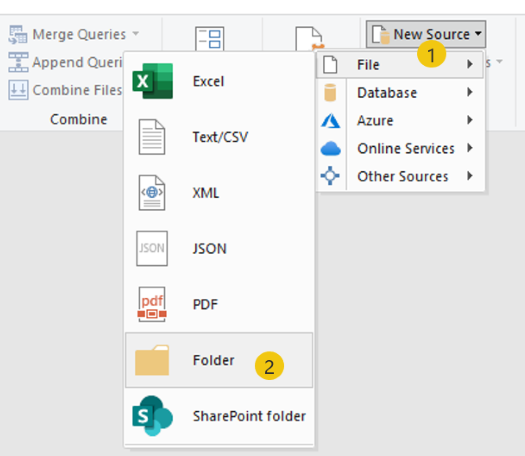 Merge Queries
Append Queri
Combine Files
Combine
New Source
1
s
File
Database
Azure
Online Services
Other Sources
X
Excel
Text/CSV
XML
JSON
JSON
pdf
PDF
Folder
2
S
SharePoint folder